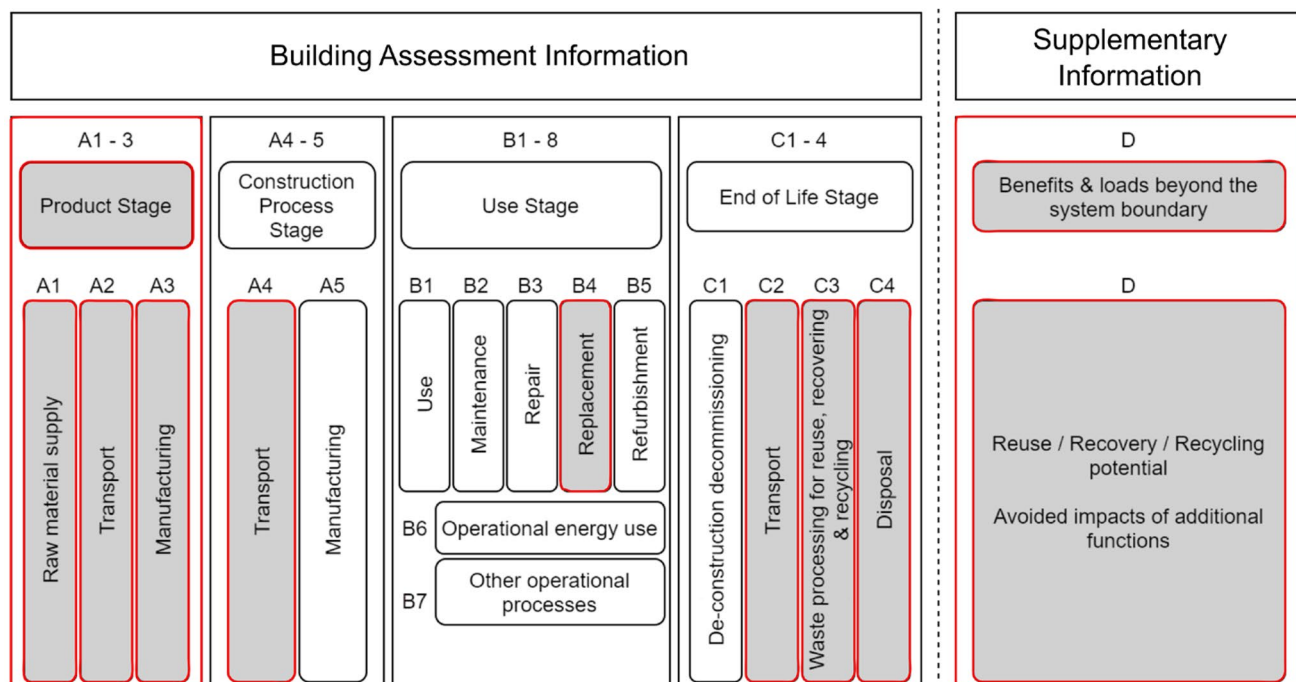 Building Assessment Information
Supplementary
Information
A1 - 3
A4 - 5
B1 - 8
C1 - 4
D
Product Stage
Construction
Process
Stage
Use Stage
End of Life Stage
Benefits & loads beyond the
system boundary
A1
A2
A3
A4
A5
B1
B2
B3
B4
B5
C1
C2
C3
C4
D
Raw material supply
Transport
Manufacturing
Transport
Manufacturing
Use
Maintenance
Repair
Replacement
Refurbishment
B6
Operational energy use
B7
Other operational
processes
De-construction decommissioning
Transport
Waste processing for reuse, recovering
& recycling
Disposal
Reuse / Recovery / Recycling
potential
Avoided impacts of additional
functions